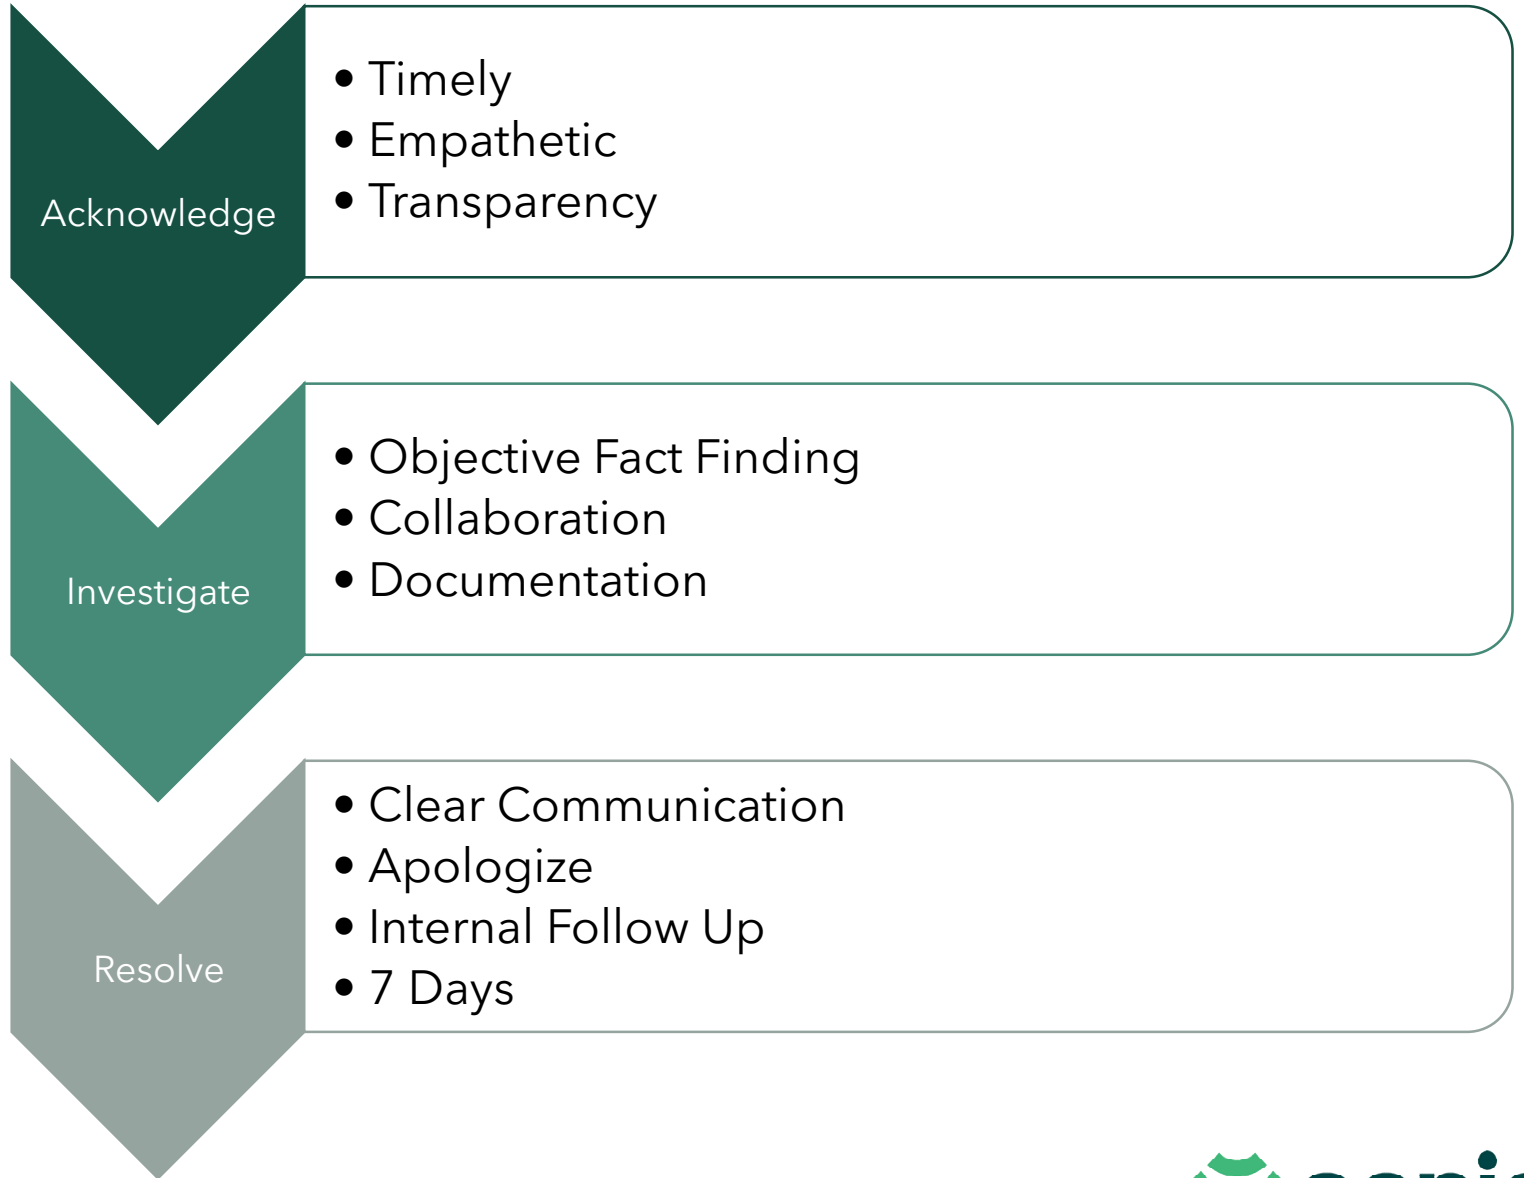 Acknowledge
• Timely
• Empathetic
• Transparency
Investigate
• Objective Fact Finding
• Collaboration
• Documentation
Resolve
• Clear Communication
• Apologize
• Internal Follow Up
• 7 Days